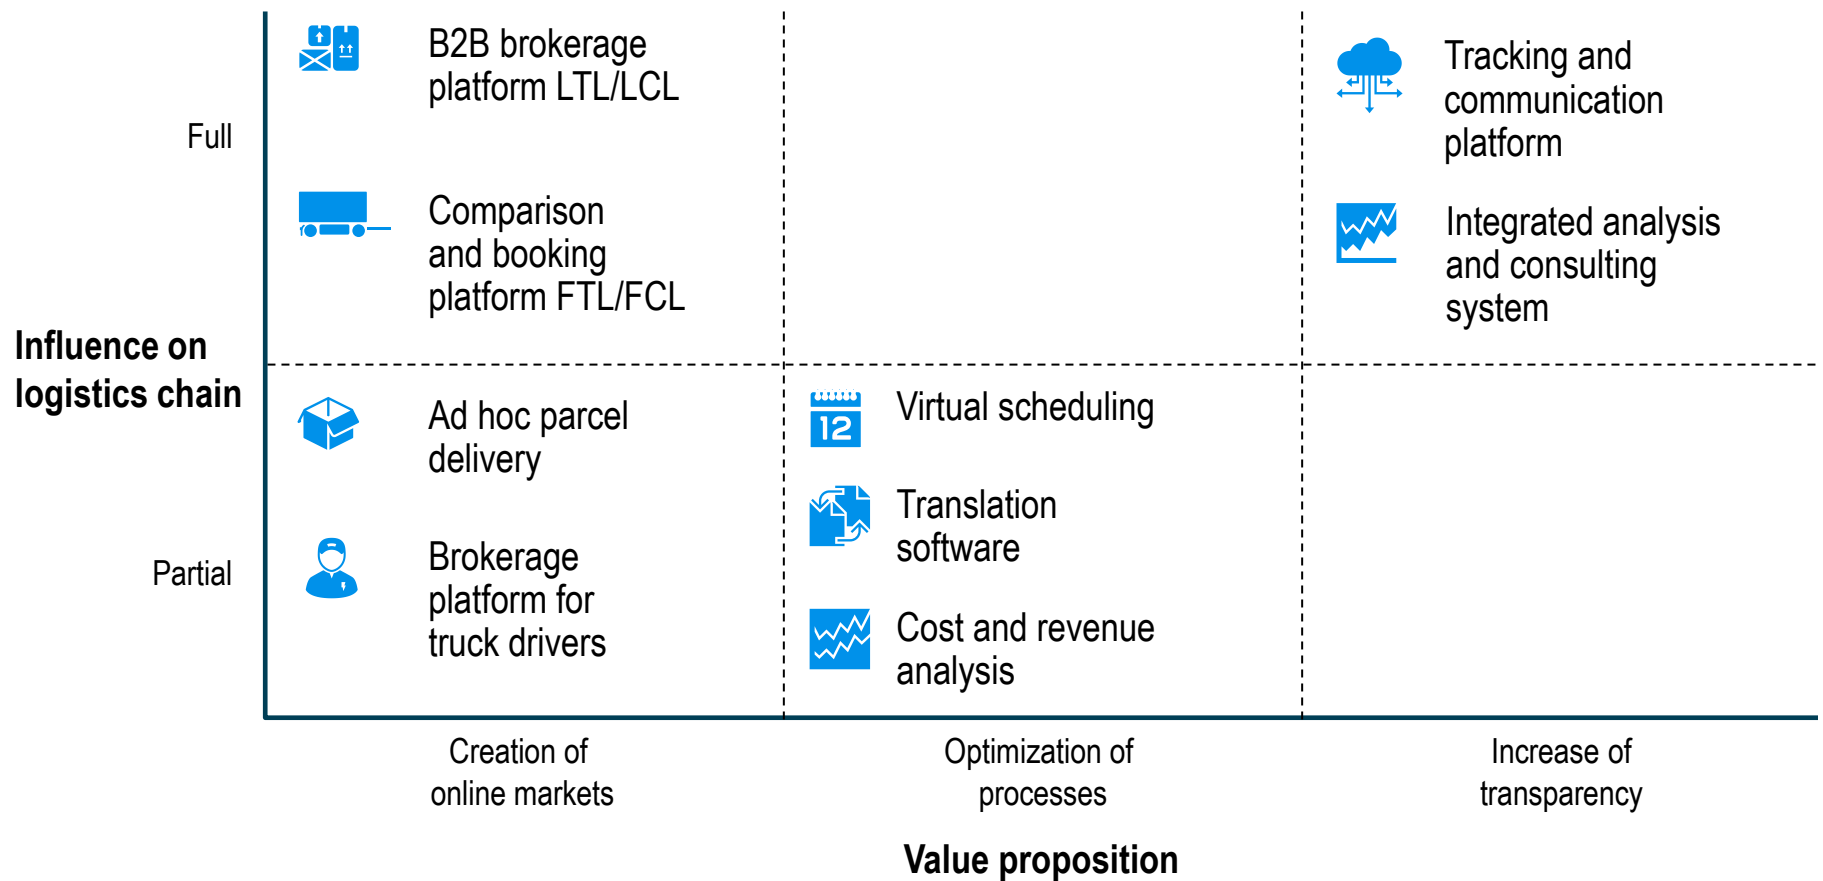 B2B brokerage
platform LTL/LCL
Tracking and
communication
platform
Full
Comparison
and booking
platform FTL/FCL
Integrated analysis
and consulting
system
Influence on
logistics chain
Ad hoc parcel
delivery
12
Virtual scheduling
Translation
software
Partial
Brokerage
platform for
truck drivers
Cost and revenue
analysis
Creation of
online markets
Optimization of
processes
Increase of
transparency
Value proposition